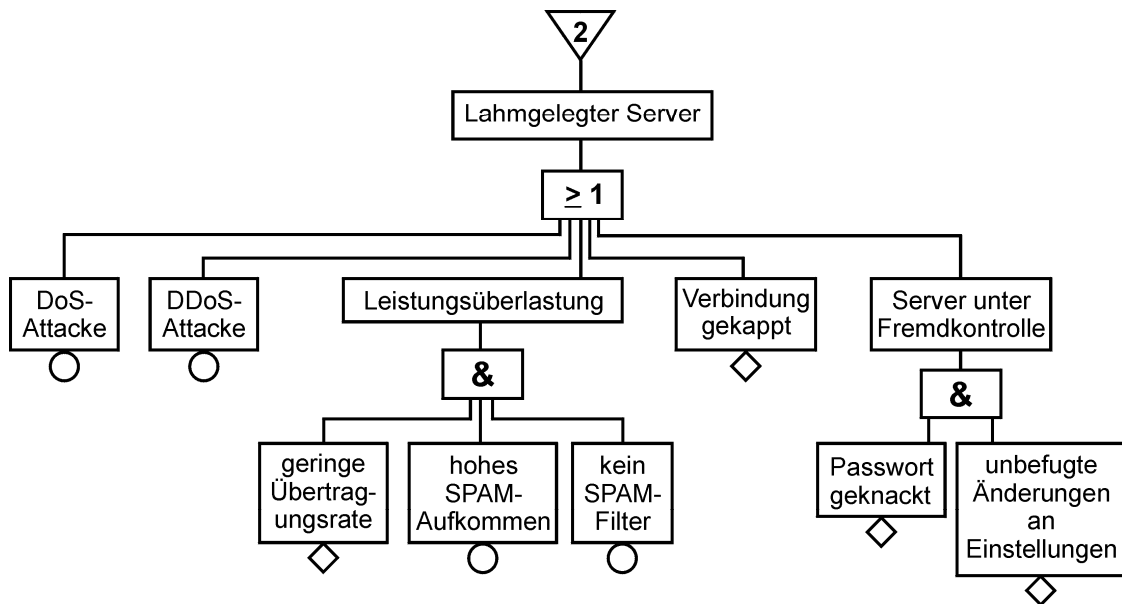 2
Lahmgelegter Server
≥ 1
DoS-
Attacke
DDoS-
Attacke
Leistungsüberlastung
Verbindung
gekappt
Server unter
Fremdkontrolle
&
&
geringe
Übertrag-
ungsrate
hohes
SPAM-
Aufkommen
kein
SPAM-
Filter
Passwort
geknackt
unbefugte
Änderungen
an
Einstellungen